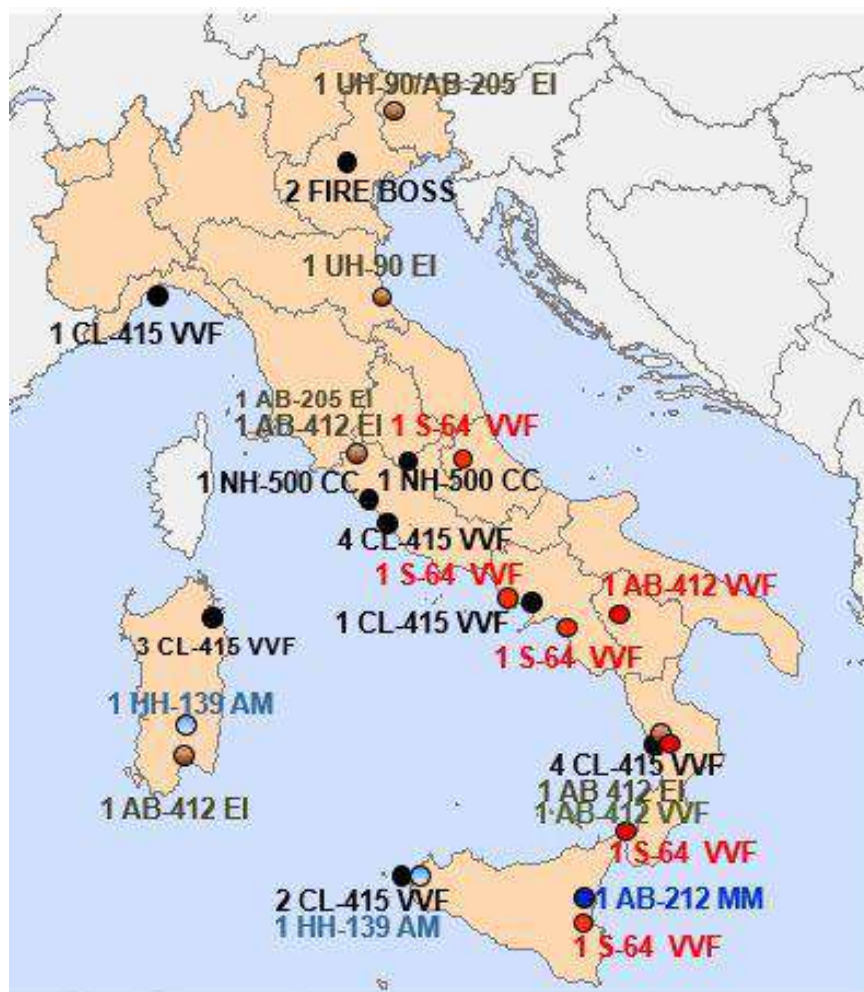 1 UH-90/AB-205 EI
2 FIRE BOSS
1 UH-90 EI
1 CL-415 VVF
1 AB-205 EI
1 AB-412 EI
1 S-64 VVF
1 NH-500 CC
1 NH-500 CC
4 CL-415 VVF
1 S-64 VVF
1 AB-412 VVF
1 CL-415 VVF
3 CL-415 VVF
1 S-64 VVF
1 HH-139 AM
4 CL-415 VVF
1 AB 412 EI
1 AB-412 VVF
1 AB-412 EI
1 S-64 VVF
2 CL-415 VVF
1 AB-212 MM
1 HH-139 AM
1 S-64 VVF